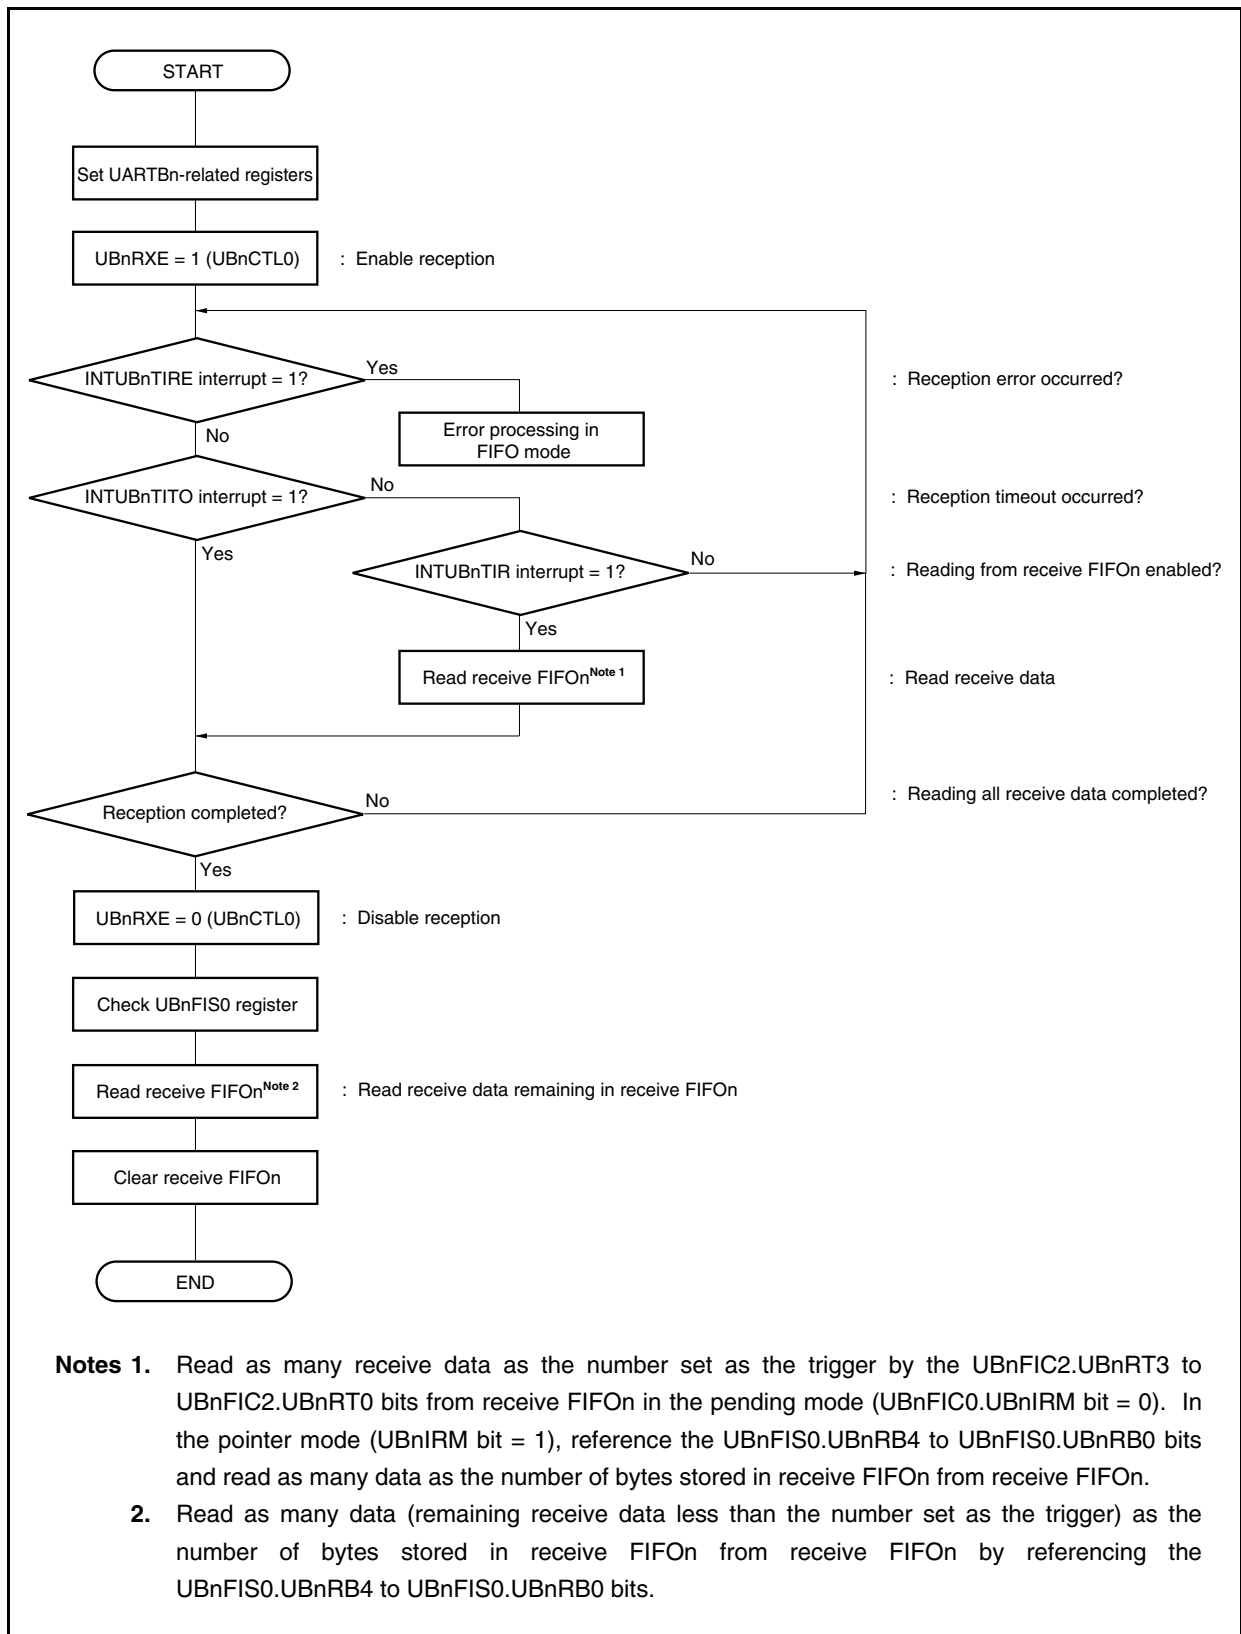 START
Set UARTBn-related registers
UBnRXE = 1 (UBnCTL0)
: Enable reception
INTUBnTIRE interrupt = 1?
Yes
: Reception error occurred?
No
Error processing in
FIFO mode
INTUBnTITO interrupt = 1?
No
: Reception timeout occurred?
Yes
INTUBnTIR interrupt = 1?
No
: Reading from receive FIFOn enabled?
Yes
Read receive FIFOnNote 1
: Read receive data
Reception completed?
No
: Reading all receive data completed?
Yes
UBnRXE = 0 (UBnCTL0)
: Disable reception
Check UBnFIS0 register
Read receive FIFOnNote 2
: Read receive data remaining in receive FIFOn
Clear receive FIFOn
END
Notes 1. Read as many receive data as the number set as the trigger by the UBnFIC2.UBnRT3 to
UBnFIC2.UBnRT0 bits from receive FIFOn in the pending mode (UBnFIC0.UBnIRM bit = 0). In
the pointer mode (UBnIRM bit = 1), reference the UBnFIS0.UBnRB4 to UBnFIS0.UBnRB0 bits
and read as many data as the number of bytes stored in receive FIFOn from receive FIFOn.
2. Read as many data (remaining receive data less than the number set as the trigger) as the
number of bytes stored in receive FIFOn from receive FIFOn by referencing the
UBnFIS0.UBnRB4 to UBnFIS0.UBnRB0 bits.